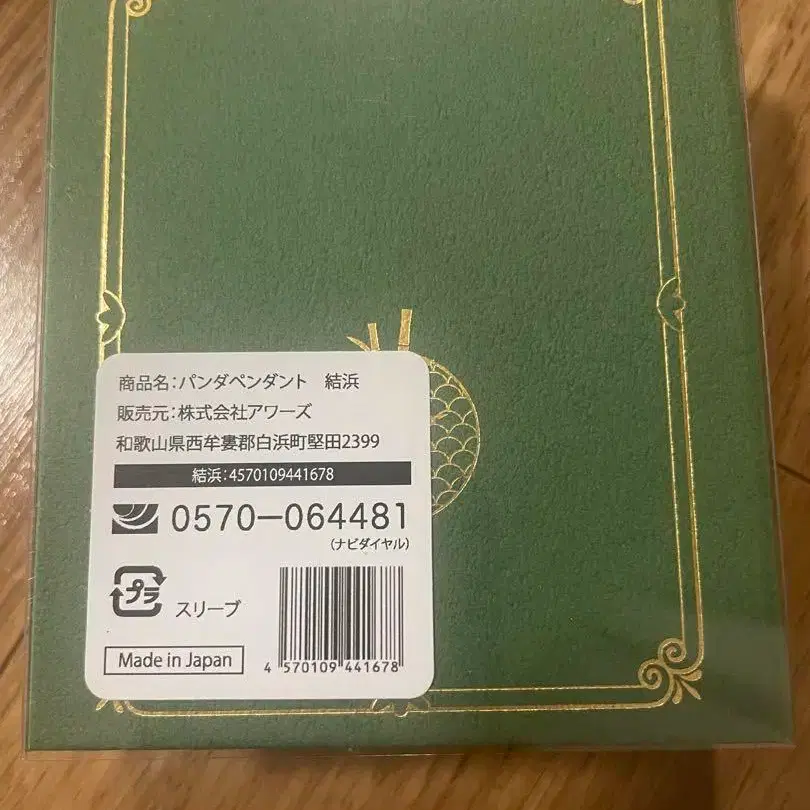 商品名:パンダペンダント　結浜
販売元:株式会社アワーズ
和歌山県西牟婁郡白浜町堅田2399
結浜:4570109441678
0570-064481
(ナビダイヤル)
プラ スリーブ
Made in Japan
4 570109 441678